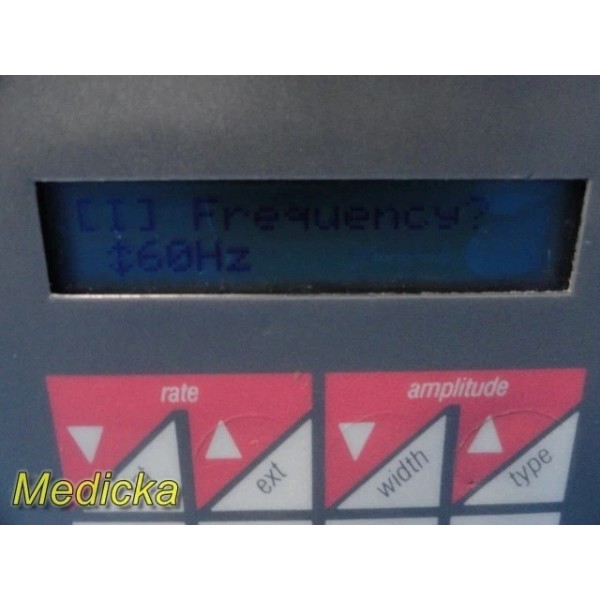 [I] Frequency?
¢60Hz
rate amplitude
ext width type
Medicka